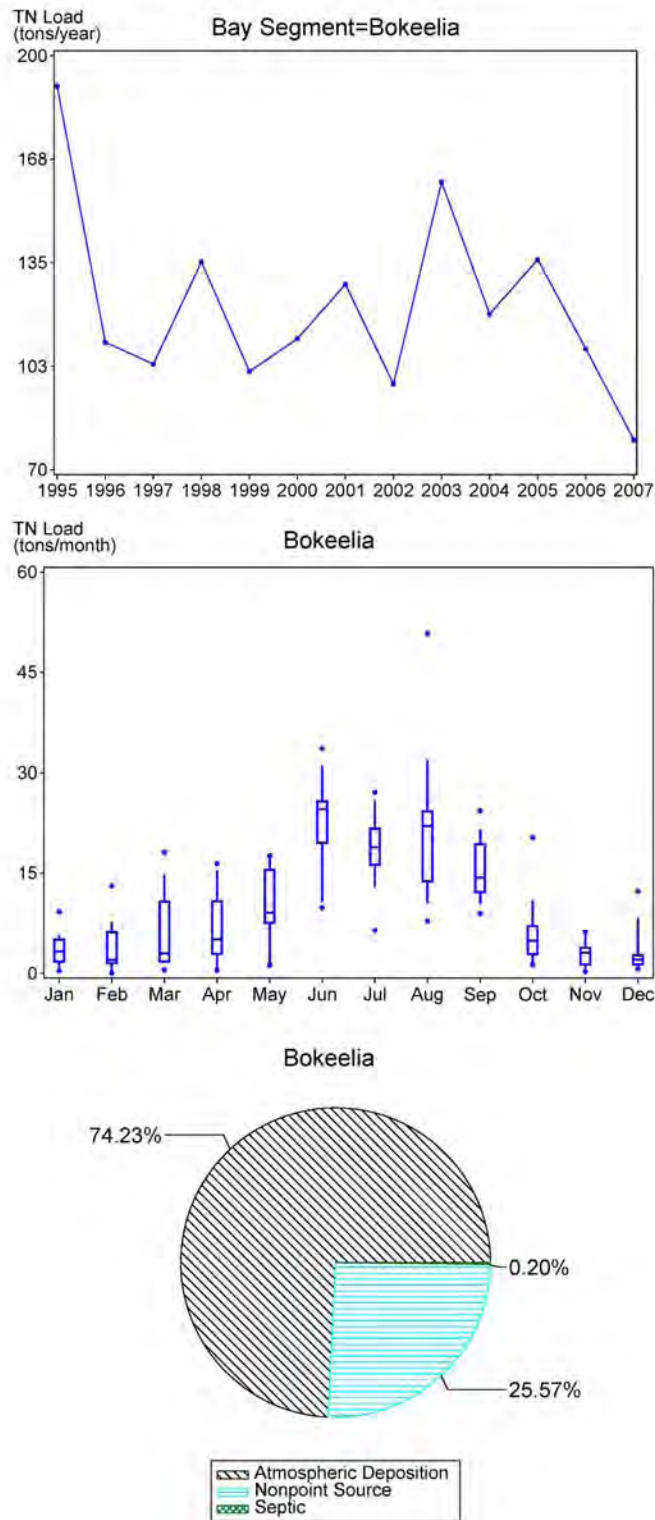 TN Load
(tons/year)
Bay Segment=Bokeelia
200
168
135
103
70
1995 1996 1997 1998 1999 2000 2001 2002 2003 2004 2005 2006 2007
TN Load
(tons/month)
Bokeelia
60
45
30
15
0
Jan Feb Mar Apr May Jun Jul Aug Sep Oct Nov Dec
Bokeelia
74.23%
0.20%
25.57%
Atmospheric Deposition
Nonpoint Source
Septic